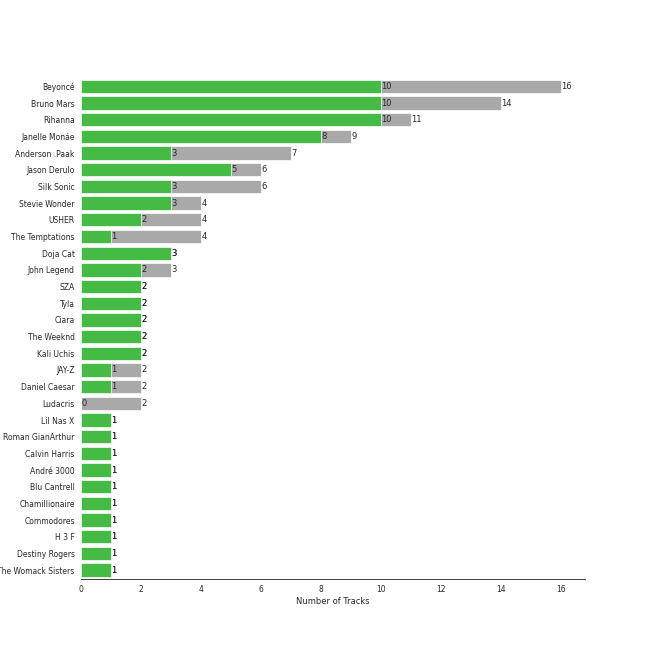 Beyoncé 10 16
Bruno Mars 10 14
Rihanna 10 11
Janelle Monáe 8 9
Anderson .Paak 3 7
Jason Derulo 5 6
Silk Sonic 3 6
Stevie Wonder 3 4
USHER 2 4
The Temptations 1 4
Doja Cat 3
John Legend 2 3
SZA 2
Tyla 2
Ciara 2
The Weeknd 2
Kali Uchis 2
JAY-Z 1 2
Daniel Caesar 1 2
Ludacris 0 2
Lil Nas X 1
Roman GianArthur 1
Calvin Harris 1
André 3000 1
Blu Cantrell 1
Chamillionaire 1
Commodores 1
H 3 F 1
Destiny Rogers 1
The Womack Sisters 1
0 2 4 6 8 10 12 14 16
Number of Tracks